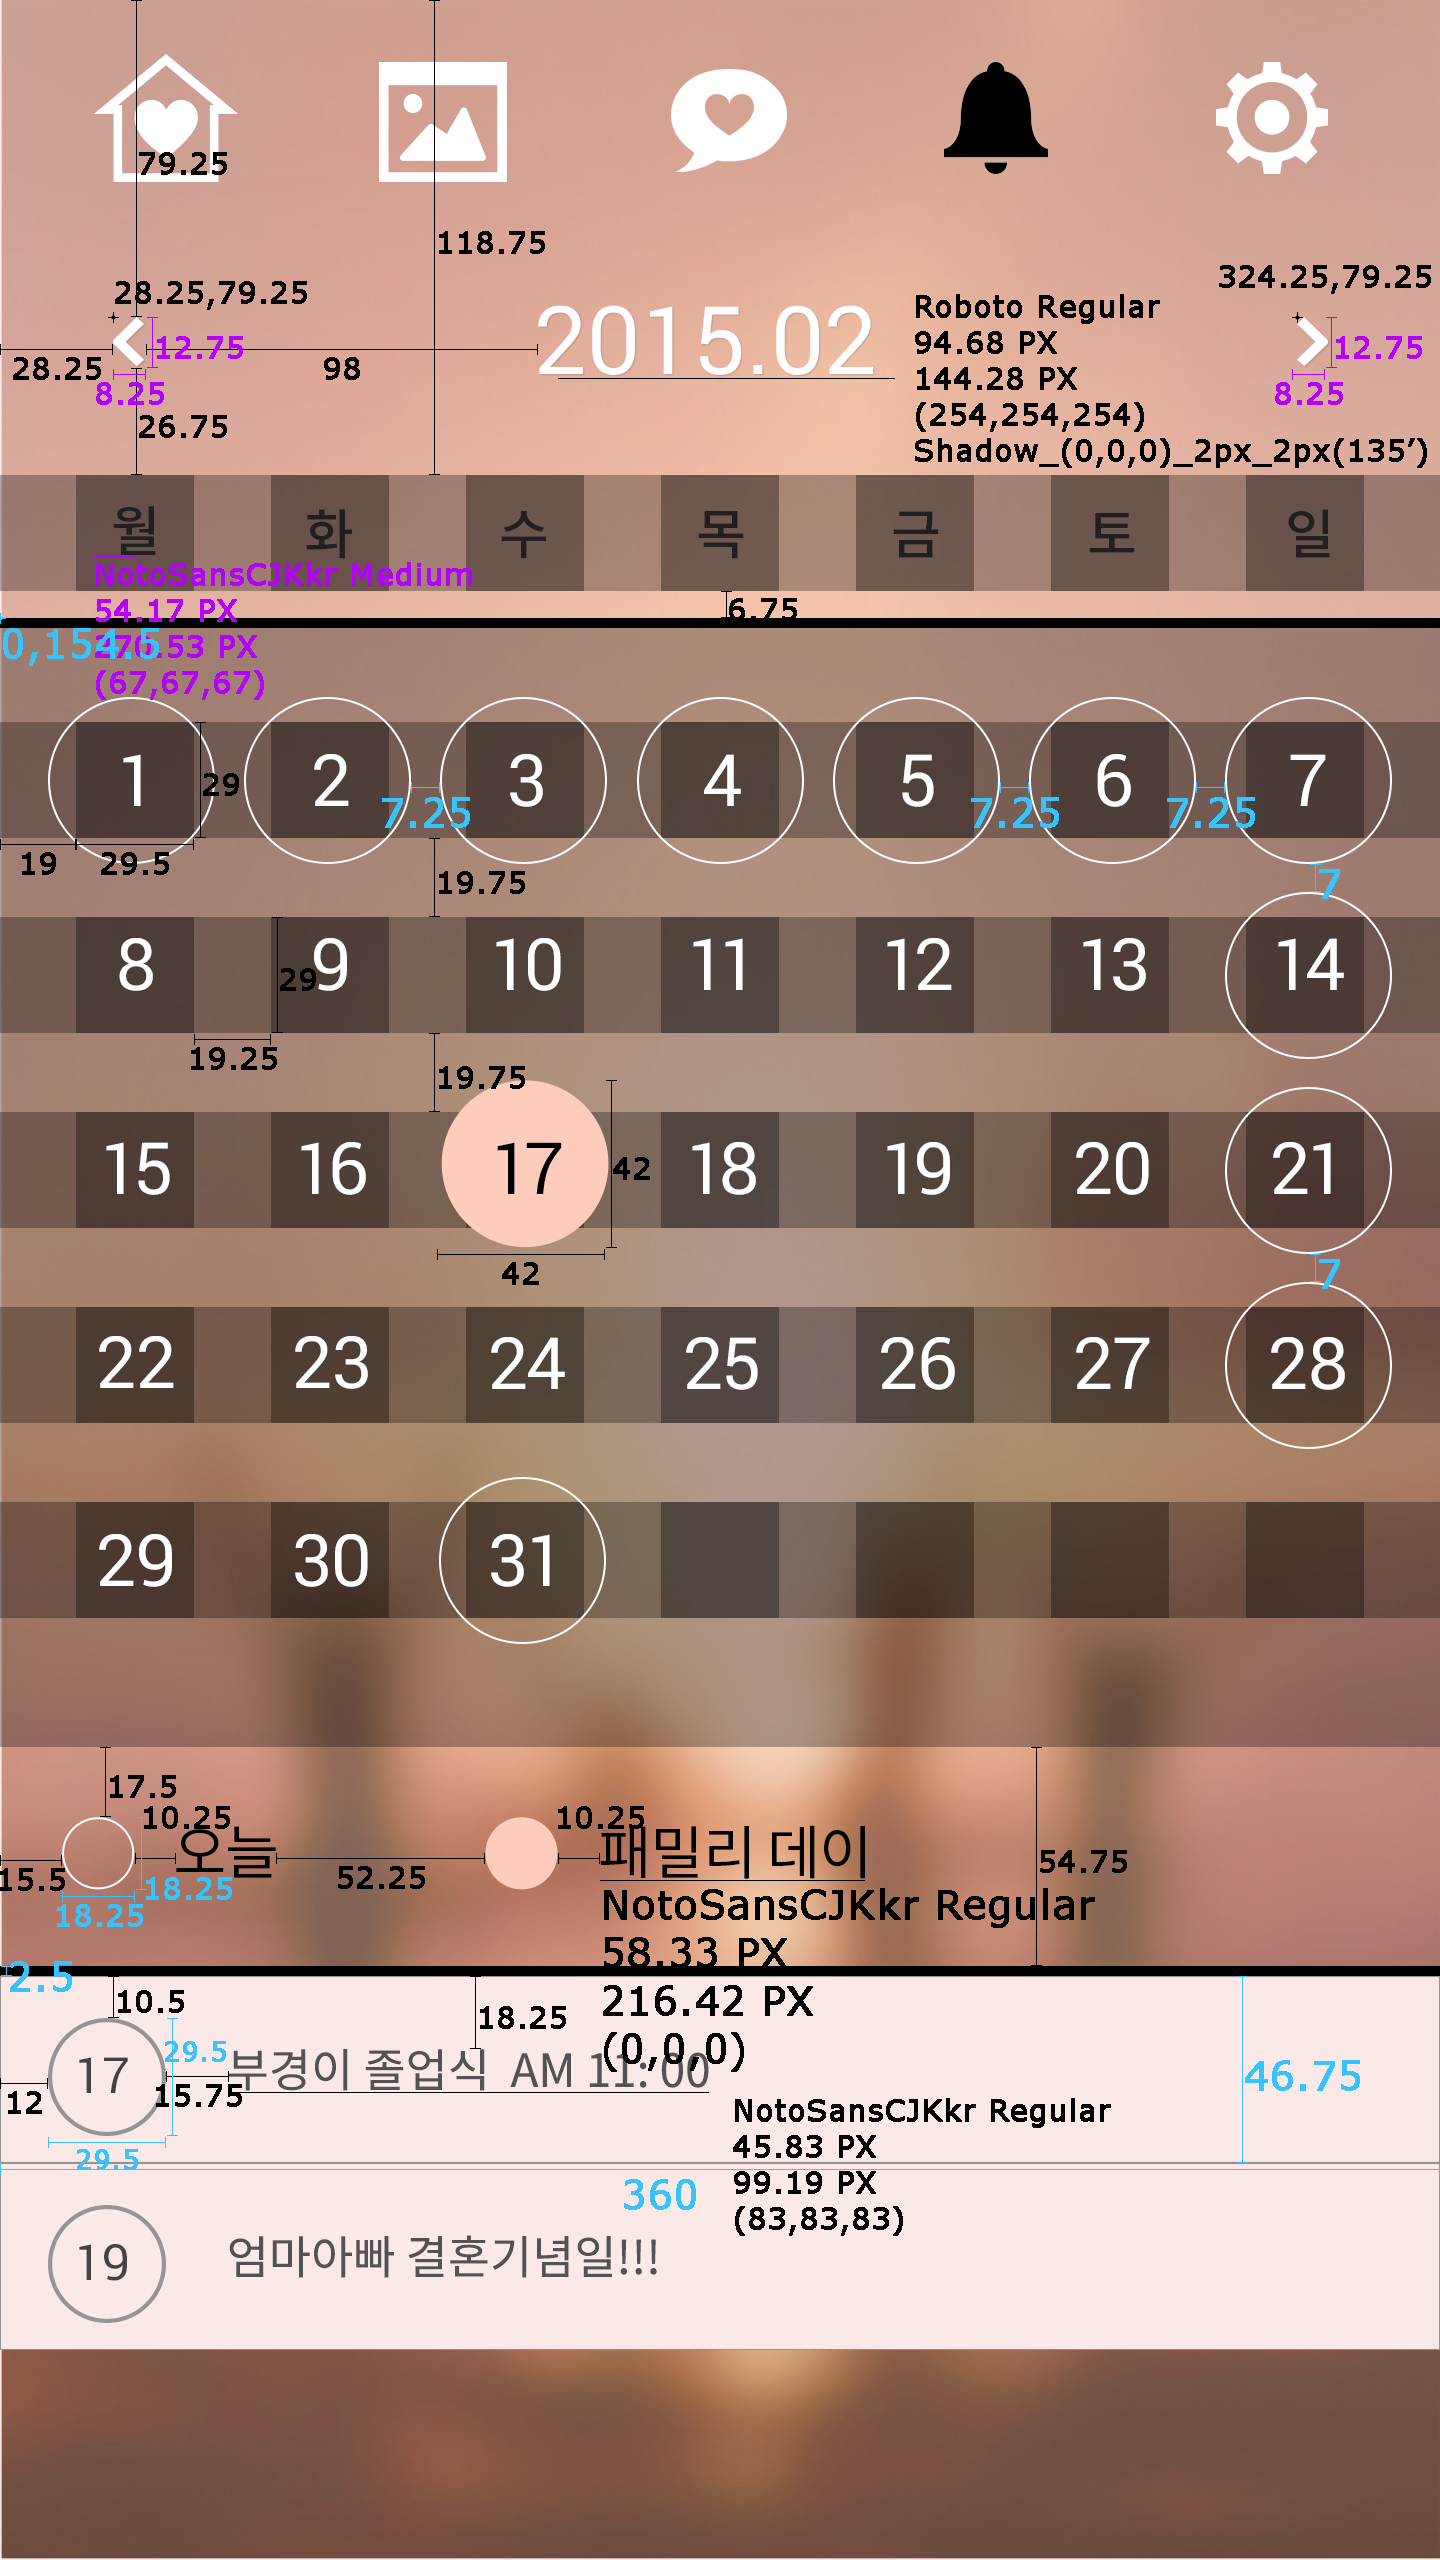 79.25
118.75
28.25,79.25
324.25,79.25
2015.02
Roboto Regular
94.68 PX
144.28 PX
(254,254,254)
Shadow_(0,0,0)_2px_2px(135’)
28.25
12.75
98
12.75
8.25
8.25
26.75
월 화 수 목 금 토 일
NotoSansCJKkr Medium
54.17 PX
270.53 PX
(67,67,67)
6.75
0,154.5
1 2 3 4 5 6 7
29
7.25 7.25 7.25
19 29.5
19.75
7
8 9 10 11 12 13 14
29
19.25
19.75
15 16 17 18 19 20 21
42
42
7
22 23 24 25 26 27 28
29 30 31
17.5
10.25 10.25
오늘 패밀리 데이
15.5
18.25
52.25
54.75
18.25
NotoSansCJKkr Regular
58.33 PX
216.42 PX
(0,0,0)
2.5
10.5
18.25
17 부경이 졸업식 AM 11:00
29.5
12
15.75
46.75
29.5
NotoSansCJKkr Regular
45.83 PX
99.19 PX
(83,83,83)
360
19 엄마아빠 결혼기념일!!!